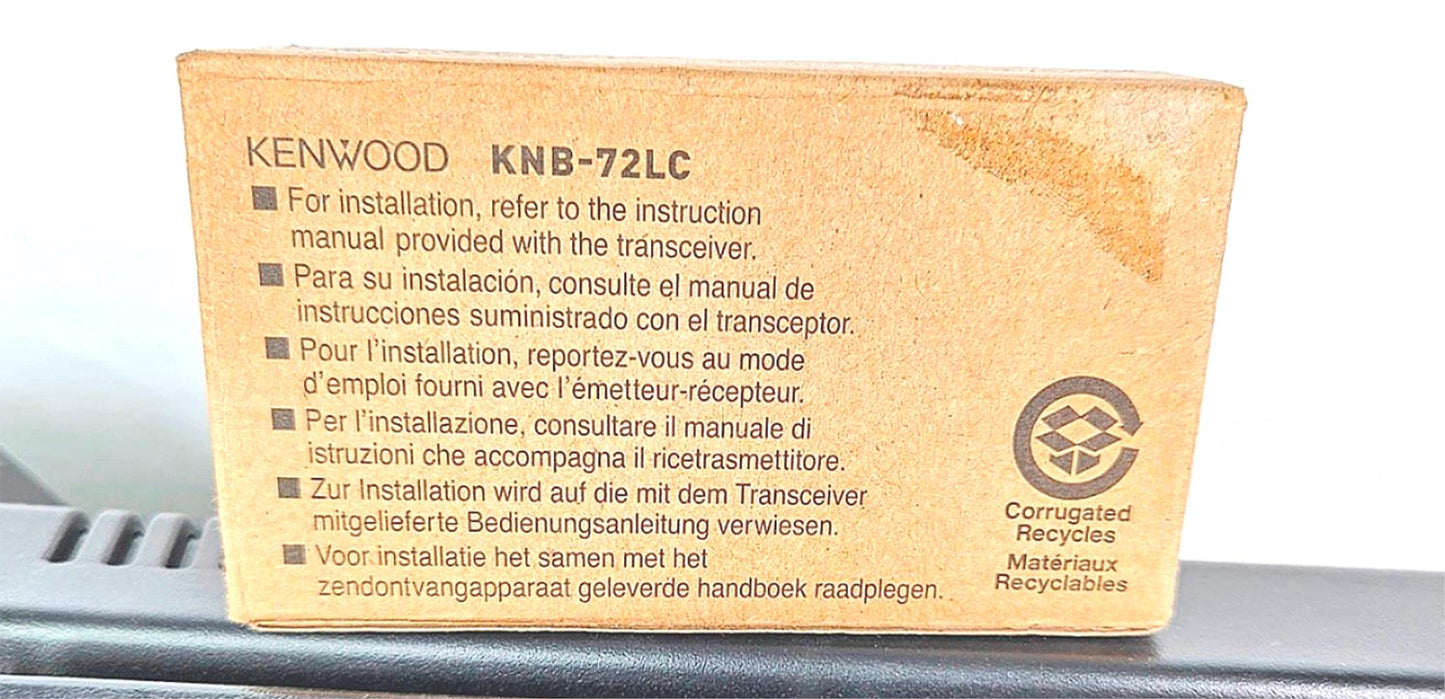 KENWOOD KNB-72LC
■ For installation, refer to the instruction
manual provided with the transceiver.
■ Para su instalación, consulte el manual de
instrucciones suministrado con el transceptor.
■ Pour l'installation, reportez-vous au mode
d'emploi fourni avec l'émetteur-récepteur.
■ Per l'installazione, consultare il manuale di
istruzioni che accompagna il ricetrasmettitore.
■ Zur Installation wird auf die mit dem Transceiver
mitgelieferte Bedienungsanleitung verwiesen.
■ Voor installatie het samen met het
zendontvangapparaat geleverde handboek raadplegen.
Corrugated
Recycles
Matériaux
Recyclables